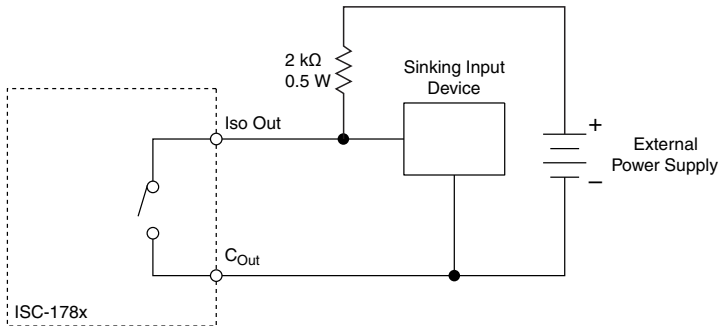 2 kΩ
0.5 W
Sinking Input
Device
Iso Out
+
External
Power Supply
–
COut
ISC-178x